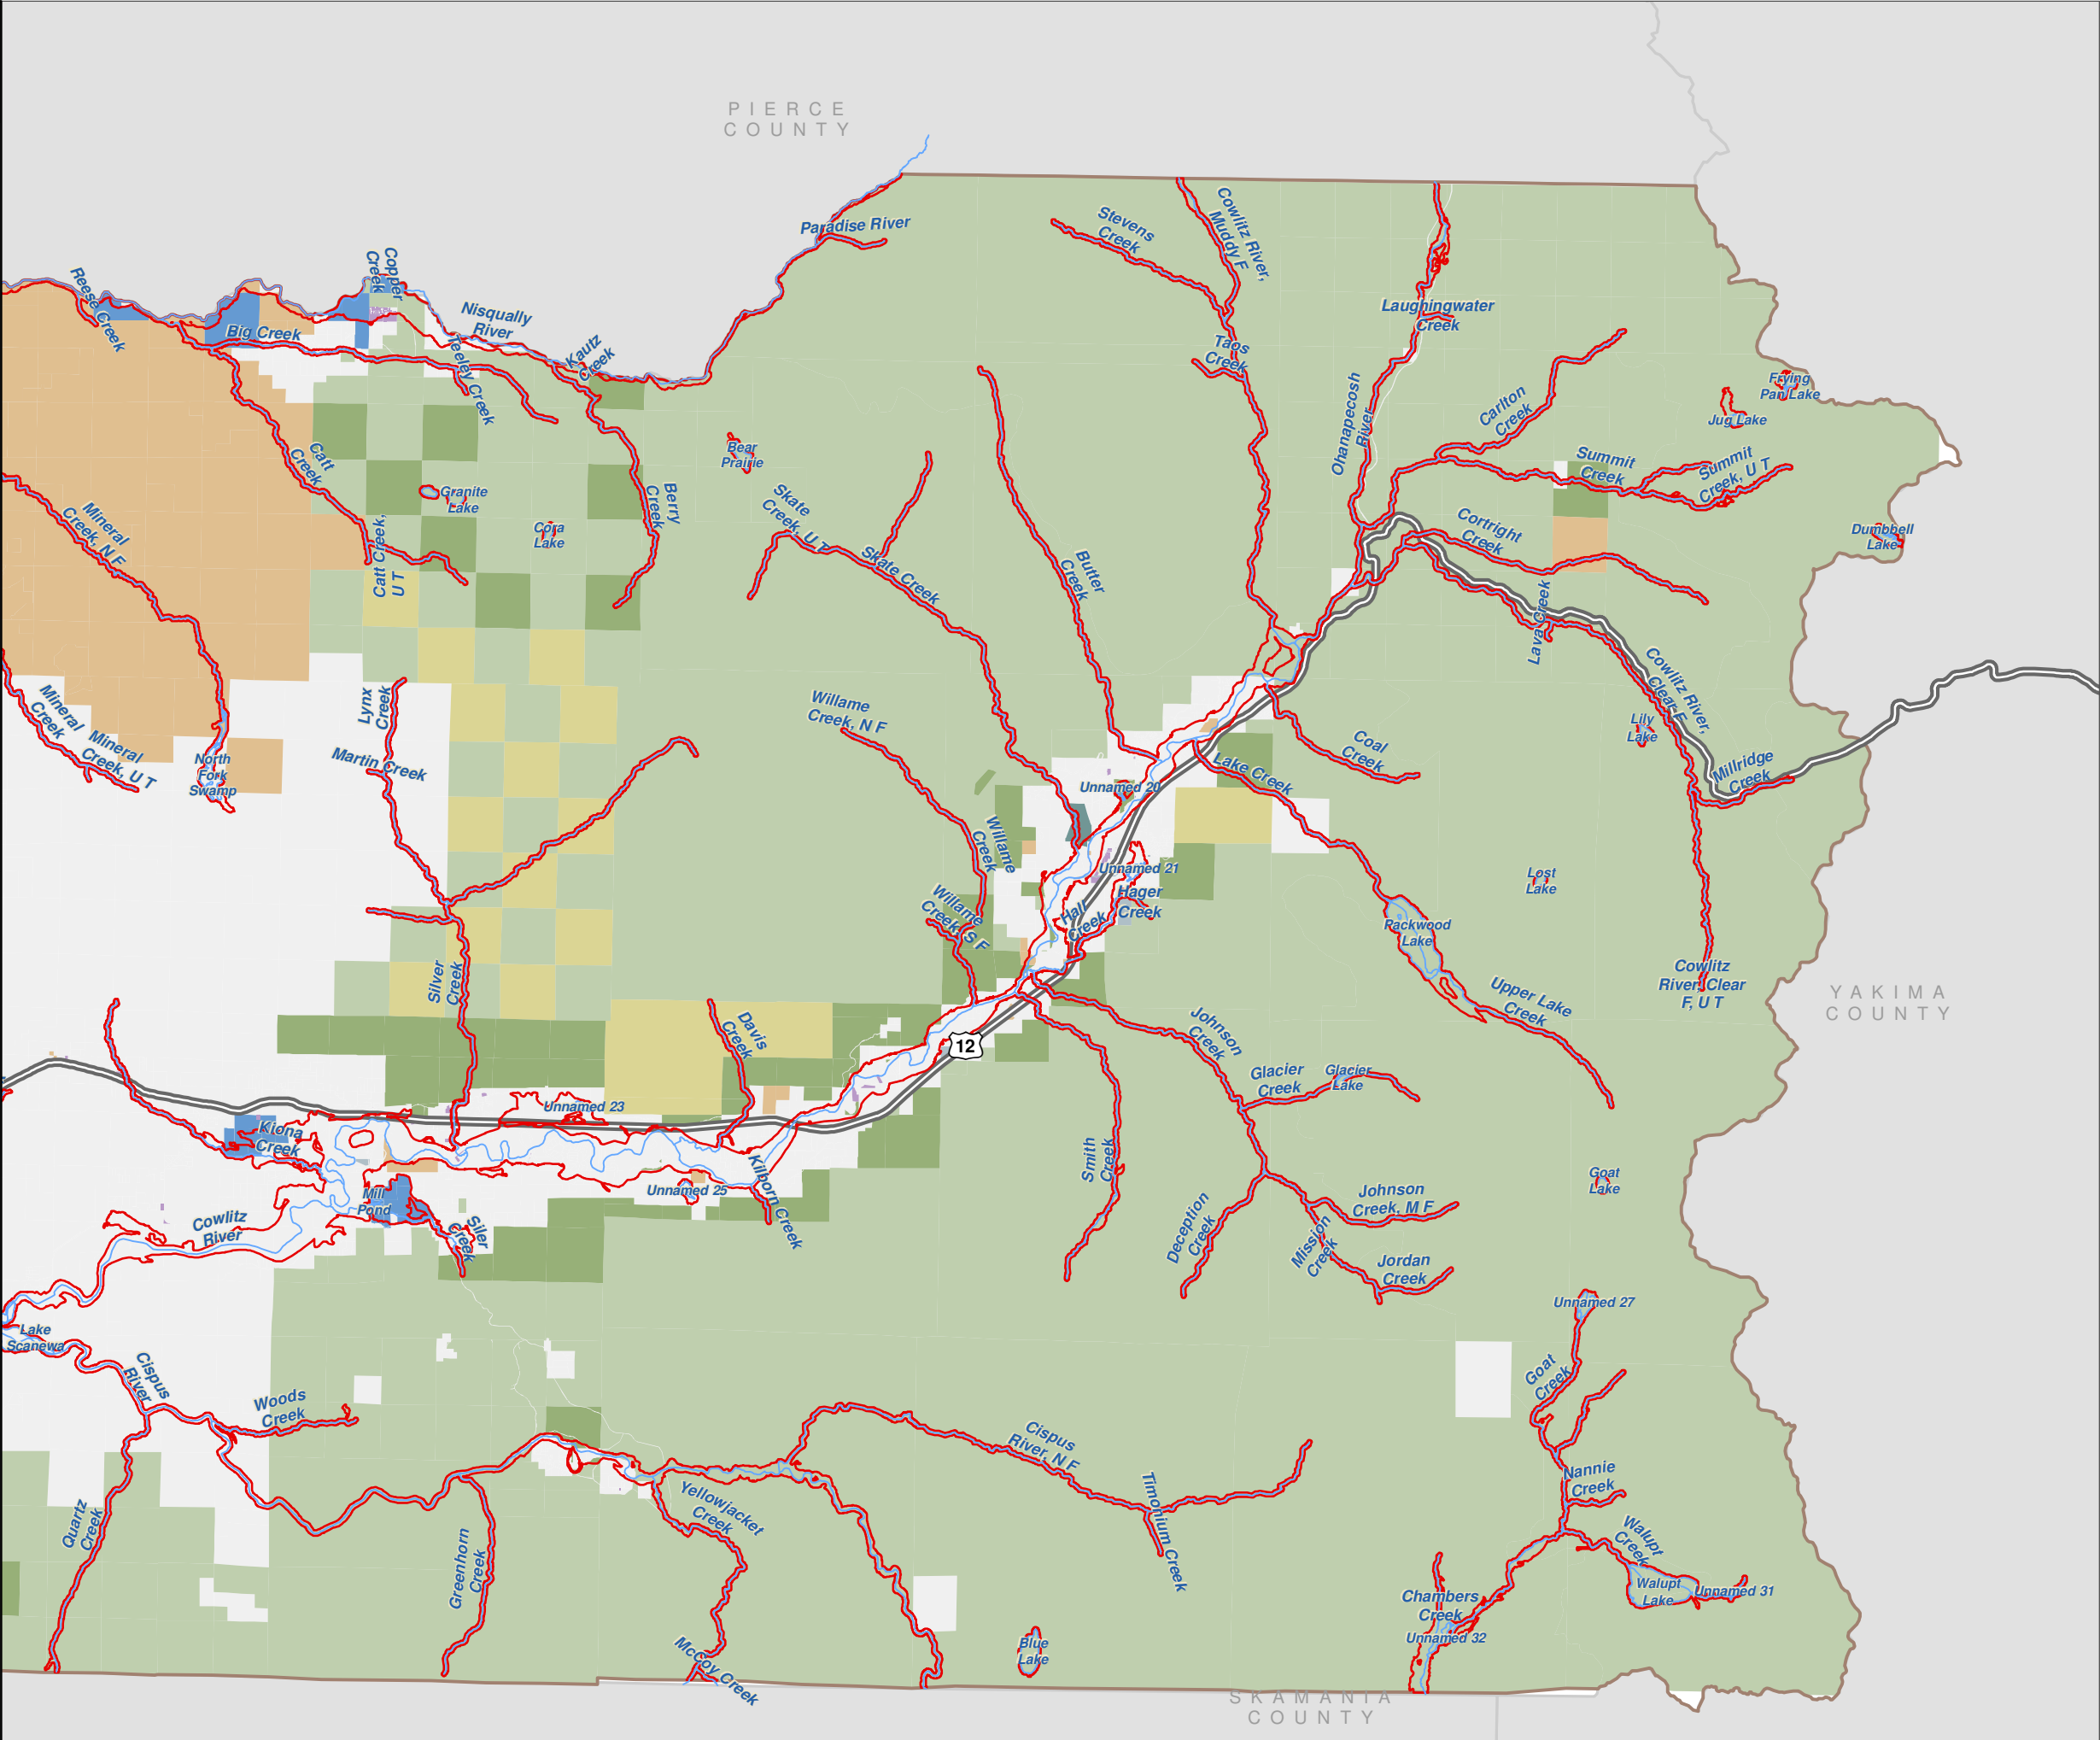 PIERCE
COUNTY
Paradise River
Stevens
Creek
Cowlitz River,
Muddy F
Reese Creek
Copper
Creek
Big Creek
Nisqually
River
Teeley Creek
Kautz
Creek
Taos
Creek
Laughingwater
Creek
Ohanapecosh
River
Carlton
Creek
Frying
Pan Lake
Jug Lake
Summit
Creek
Summit
Creek, U T
Catt
Creek
Granite
Lake
Cora
Lake
Berry
Creek
Bear
Prairie
Skate
Creek, U T
Skate Creek
Butter
Creek
Cortright
Creek
Dumbbell
Lake
Mineral
Creek, N F
Catt Creek,
U T
Lava Creek
Cowlitz River,
Clear F
Lily
Lake
Millridge
Creek
Mineral
Creek
Mineral
Creek, U T
North
Fork
Swamp
Lynx
Creek
Martin Creek
Willame
Creek, N F
Coal
Creek
Lake Creek
Unnamed 20
Willame
Creek
Unnamed 21
Hager
Creek
Hall
Creek
Willame
Creek, S F
Lost
Lake
Packwood
Lake
Upper Lake
Creek
Cowlitz
River, Clear
F, U T
YAKIMA
COUNTY
Silver
Creek
Davis
Creek
12
Johnson
Creek
Glacier
Creek
Glacier
Lake
Unnamed 23
Kiona
Creek
Smith
Creek
Kilborn Creek
Unnamed 25
Mill
Pond
Siler
Creek
Cowlitz
River
Deception
Creek
Johnson
Creek, M F
Mission
Creek
Jordan
Creek
Goat
Lake
Unnamed 27
Lake
Scanewa
Cispus
River
Woods
Creek
Goat
Creek
Cispus
River, N F
Nannie
Creek
Quartz
Creek
Greenhorn
Creek
Yellowjacket
Creek
Timonium Creek
Walupt
Creek
Walupt
Lake
Unnamed 31
Chambers
Creek
Unnamed 32
Blue
Lake
McCoy Creek
SKAMANIA
COUNTY